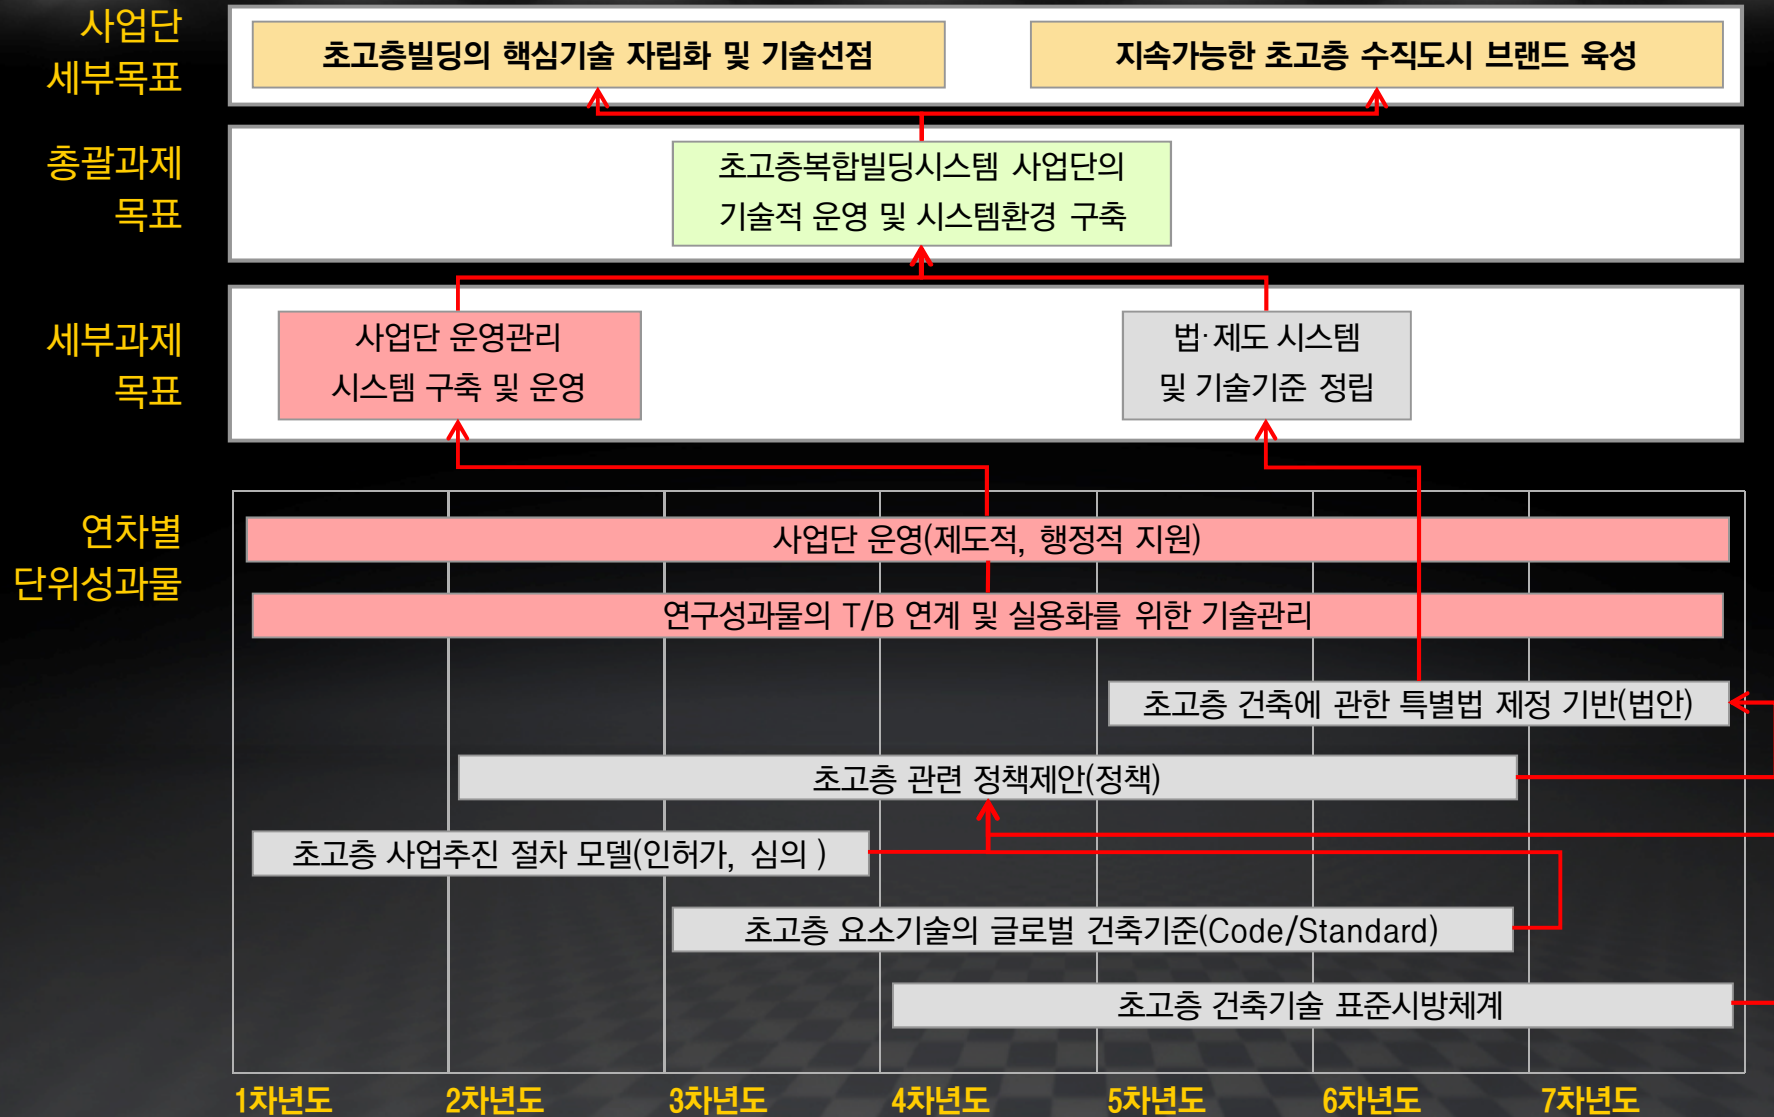 사업단
세부목표
초고층빌딩의 핵심기술 자립화 및 기술선점
지속가능한 초고층 수직도시 브랜드 육성
총괄과제
목표
초고층복합빌딩시스템 사업단의
기술적 운영 및 시스템환경 구축
세부과제
목표
사업단 운영관리
시스템 구축 및 운영
법·제도 시스템
및 기술기준 정립
연차별
단위성과물
사업단 운영(제도적, 행정적 지원)
연구성과물의 T/B 연계 및 실용화를 위한 기술관리
초고층 건축에 관한 특별법 제정 기반(법안)
초고층 관련 정책제안(정책)
초고층 사업추진 절차 모델(인허가, 심의 )
초고층 요소기술의 글로벌 건축기준(Code/Standard)
초고층 건축기술 표준시방체계
1차년도
2차년도
3차년도
4차년도
5차년도
6차년도
7차년도